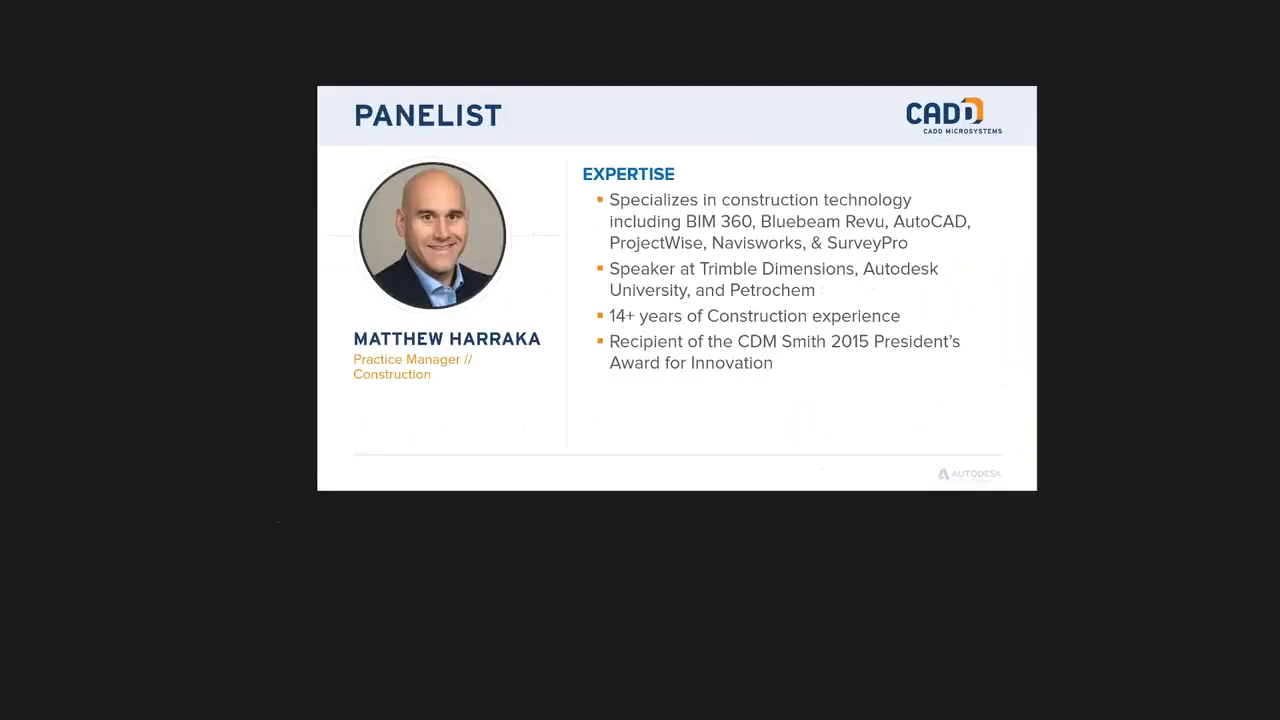 PANELIST
CADD
CADD MICROSYSTEMS
EXPERTISE
▪ Specializes in construction technology
including BIM 360, Bluebeam Revu, AutoCAD,
ProjectWise, Navisworks, & SurveyPro
▪ Speaker at Trimble Dimensions, Autodesk
University, and Petrochem
▪ 14+ years of Construction experience
▪ Recipient of the CDM Smith 2015 President’s
Award for Innovation
MATTHEW HARRAKA
Practice Manager //
Construction
AUTODESK